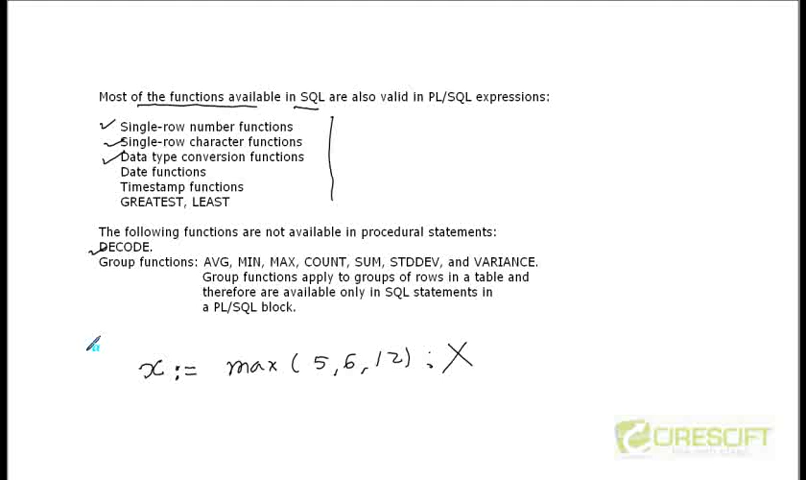 Most of the functions available in SQL are also valid in PL/SQL expressions:
Single-row number functions
Single-row character functions
Data type conversion functions
Date functions
Timestamp functions
GREATEST, LEAST
The following functions are not available in procedural statements:
DECODE.
Group functions: AVG, MIN, MAX, COUNT, SUM, STDDEV, and VARIANCE.
Group functions apply to groups of rows in a table and
therefore are available only in SQL statements in
a PL/SQL block.
x := max ( 5, 6, 12) ; X
CIRESCIFT